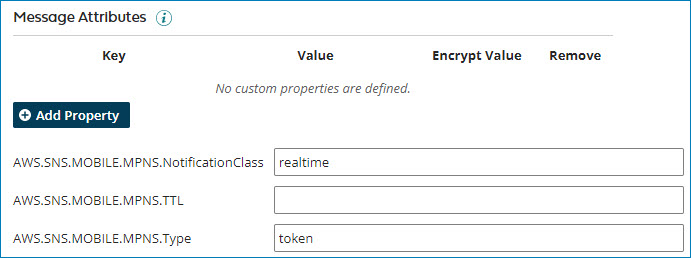 Message Attributes i
Key Value Encrypt Value Remove
No custom properties are defined.
+ Add Property
AWS.SNS.MOBILE.MPNS.NotificationClass realtime
AWS.SNS.MOBILE.MPNS.TTL
AWS.SNS.MOBILE.MPNS.Type token